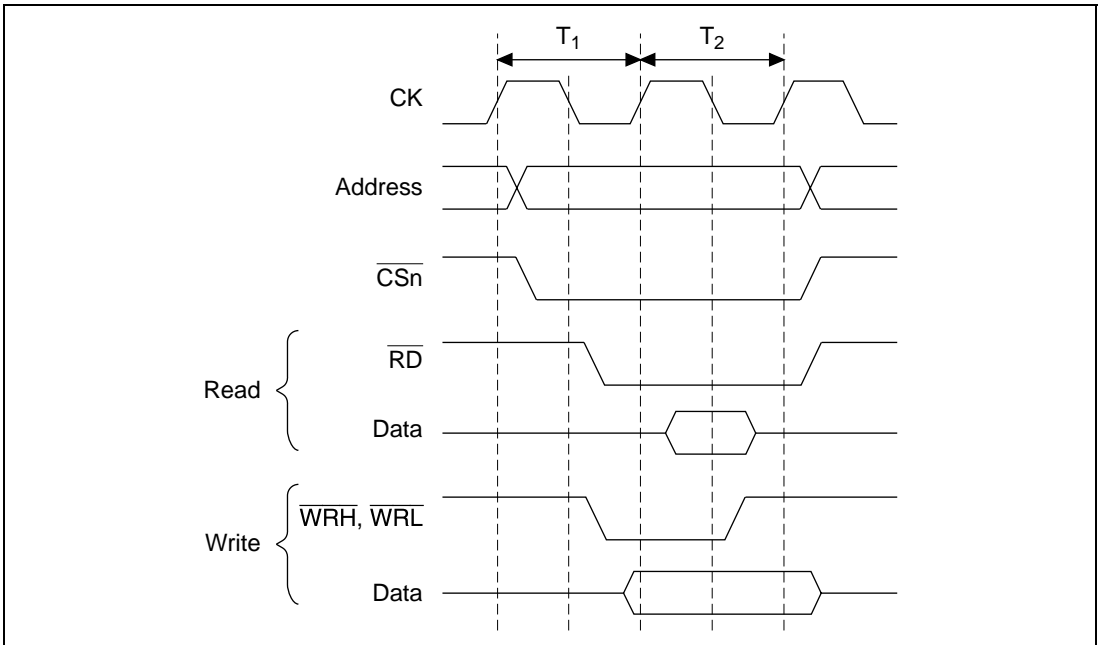 T1 T2
CK
Address
CSn
RD
Read
Data
WRH, WRL
Write
Data